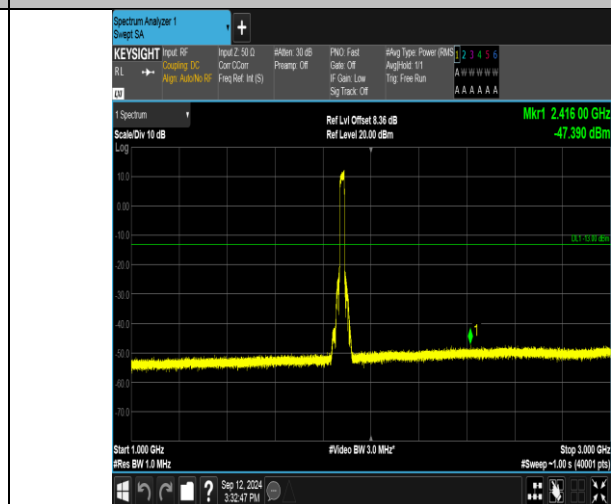 Spectrum Analyzer 1
Swept SA
KEYSIGHT
RL
LXI
Input: RF
Coupling: DC
Align: Auto/No RF
Input Z: 50 Ω
Corr CCorr
Freq Ref: Int (S)
#Atten: 30 dB
Preamp: Off
PNO: Fast
Gate: Off
IF Gain: Low
Sig Track: Off
#Avg Type: Power (RMS
Avg|Hold: 1/1
Trig: Free Run
1 2 3 4 5 6
A W W W W W
A A A A A A
1 Spectrum
Scale/Div 10 dB
Log
Ref Lvl Offset 8.36 dB
Ref Level 20.00 dBm
Mkr1 2.416 00 GHz
-47.390 dBm
10.0
0.00
-10.0
DL1 -13.00 dBm
-20.0
-30.0
-40.0
1
-50.0
-60.0
-70.0
Start 1.000 GHz
#Video BW 3.0 MHz*
Stop 3.000 GHz
#Res BW 1.0 MHz
#Sweep ~1.00 s (40001 pts)
?
Sep 12, 2024
3:32:47 PM